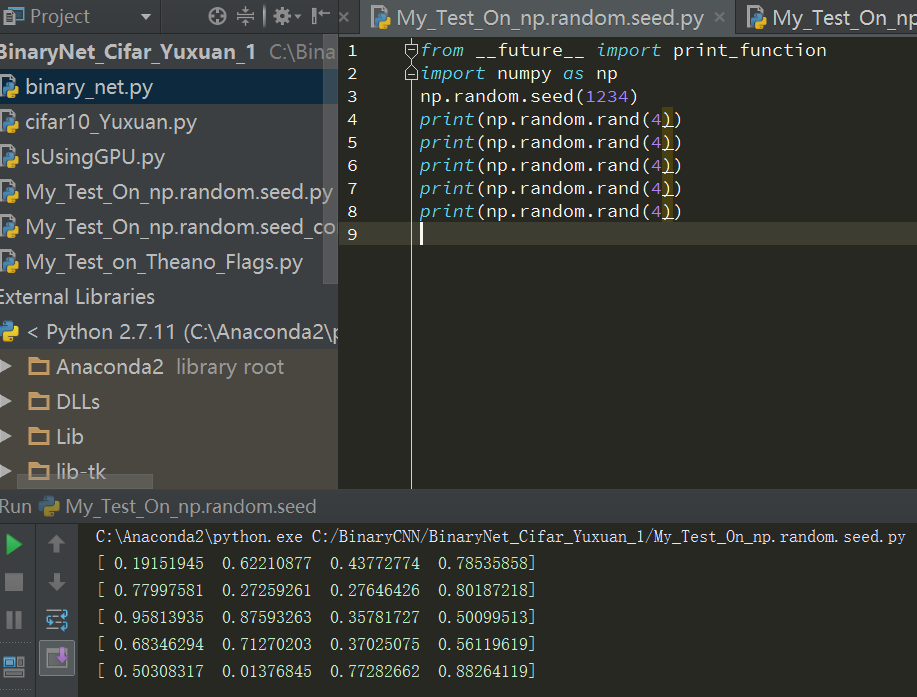 Project
My_Test_On_np.random.seed.py
My_Test_On_np
BinaryNet_Cifar_Yuxuan_1 C:\Bina
binary_net.py
cifar10_Yuxuan.py
IsUsingGPU.py
My_Test_On_np.random.seed.py
My_Test_On_np.random.seed_co
My_Test_on_Theano_Flags.py
External Libraries
< Python 2.7.11 (C:\Anaconda2\p
Anaconda2 library root
DLLs
Lib
lib-tk
1 from __future__ import print_function
2 import numpy as np
3 np.random.seed(1234)
4 print(np.random.rand(4))
5 print(np.random.rand(4))
6 print(np.random.rand(4))
7 print(np.random.rand(4))
8 print(np.random.rand(4))
9
Run My_Test_On_np.random.seed
C:\Anaconda2\python.exe C:/BinaryCNN/BinaryNet_Cifar_Yuxuan_1/My_Test_On_np.random.seed.py
[ 0.19151945 0.62210877 0.43772774 0.78535858]
[ 0.77997581 0.27259261 0.27646426 0.80187218]
[ 0.95813935 0.87593263 0.35781727 0.50099513]
[ 0.68346294 0.71270203 0.37025075 0.56119619]
[ 0.50308317 0.01376845 0.77282662 0.88264119]